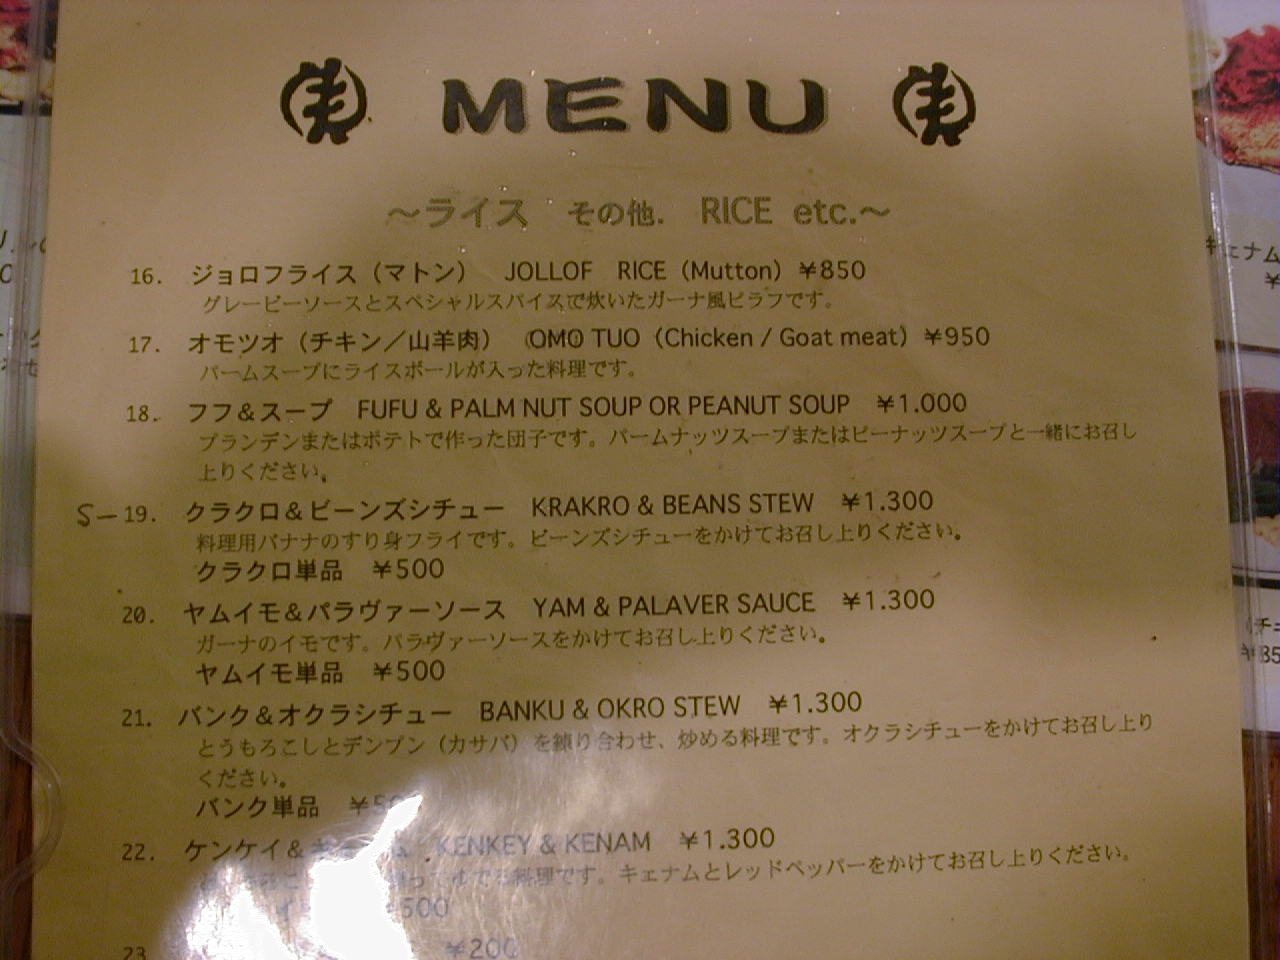 MENU
～ライス その他. RICE etc.～
16. ジョロフライス（マトン） JOLLOF RICE（Mutton）￥850
グレービーソースとスペシャルスパイスで炊いたガーナ風ピラフです。
17. オモツオ（チキン／山羊肉） OMO TUO（Chicken / Goat meat）￥950
パームスープにライスボールが入った料理です。
18. フフ＆スープ FUFU & PALM NUT SOUP OR PEANUT SOUP ￥1.000
プランテンまたはポテトで作った団子です。パームナッツスープまたはピーナッツスープと一緒にお召し
上りください。
S－19. クラクロ＆ビーンズシチュー KRAKRO & BEANS STEW ￥1.300
料理用バナナのすり身フライです。ビーンズシチューをかけてお召し上りください。
クラクロ単品 ￥500
20. ヤムイモ＆パラヴァーソース YAM & PALAVER SAUCE ￥1.300
ガーナのイモです。パラヴァーソースをかけてお召し上りください。
ヤムイモ単品 ￥500
21. バンク＆オクラシチュー BANKU & OKRO STEW ￥1.300
とうもろこしとデンプン（カサバ）を練り合わせ、炒める料理です。オクラシチューをかけてお召し上り
ください。
バンク単品 ￥500
22. ケンケイ＆ KENKEY & KENAM ￥1.300
料理です。キェナムとレッドペッパーをかけてお召し上りください。
￥500
23 ￥200
キェナム